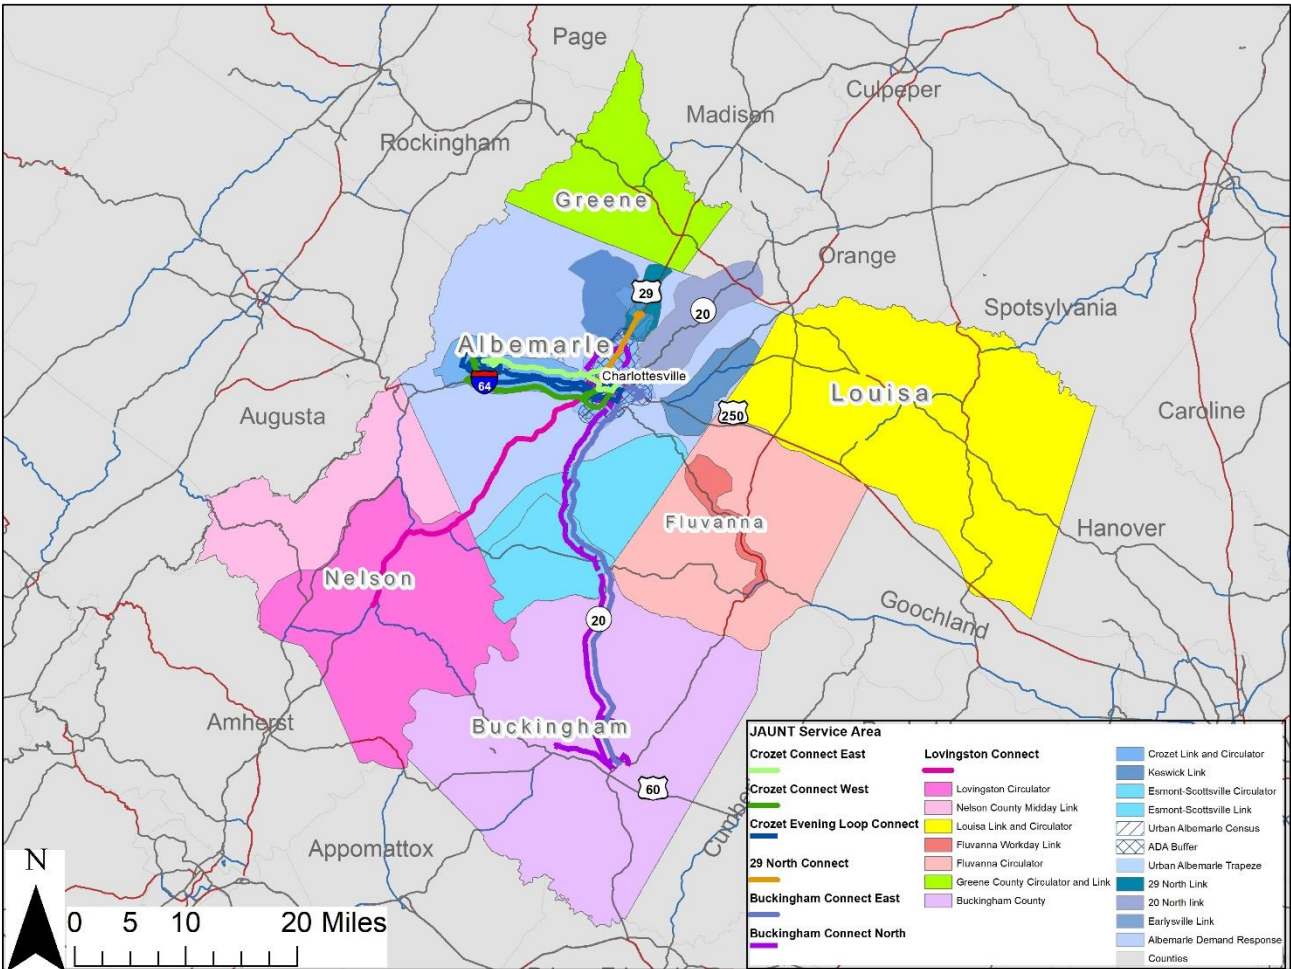 Page
Culpeper
Madison
Rockingham
Greene
Orange
29
Spotsylvania
20
Albemarle
Charlottesville
64
Louisa
Augusta
250
Caroline
Fluvanna
Hanover
Nelson
Goochland
20
Amherst
Buckingham
60
Appomattox
N
0 5 10 20 Miles
JAUNT Service Area
Crozet Connect East
Crozet Connect West
Crozet Evening Loop Connect
29 North Connect
Buckingham Connect East
Buckingham Connect North
Lovingston Connect
Lovingston Circulator
Nelson County Midday Link
Louisa Link and Circulator
Fluvanna Workday Link
Fluvanna Circulator
Greene County Circulator and Link
Buckingham County
Crozet Link and Circulator
Keswick Link
Esmont-Scottsville Circulator
Esmont-Scottsville Link
Urban Albemarle Census
ADA Buffer
Urban Albemarle Trapeze
29 North Link
20 North link
Earlysville Link
Albemarle Demand Response
Counties